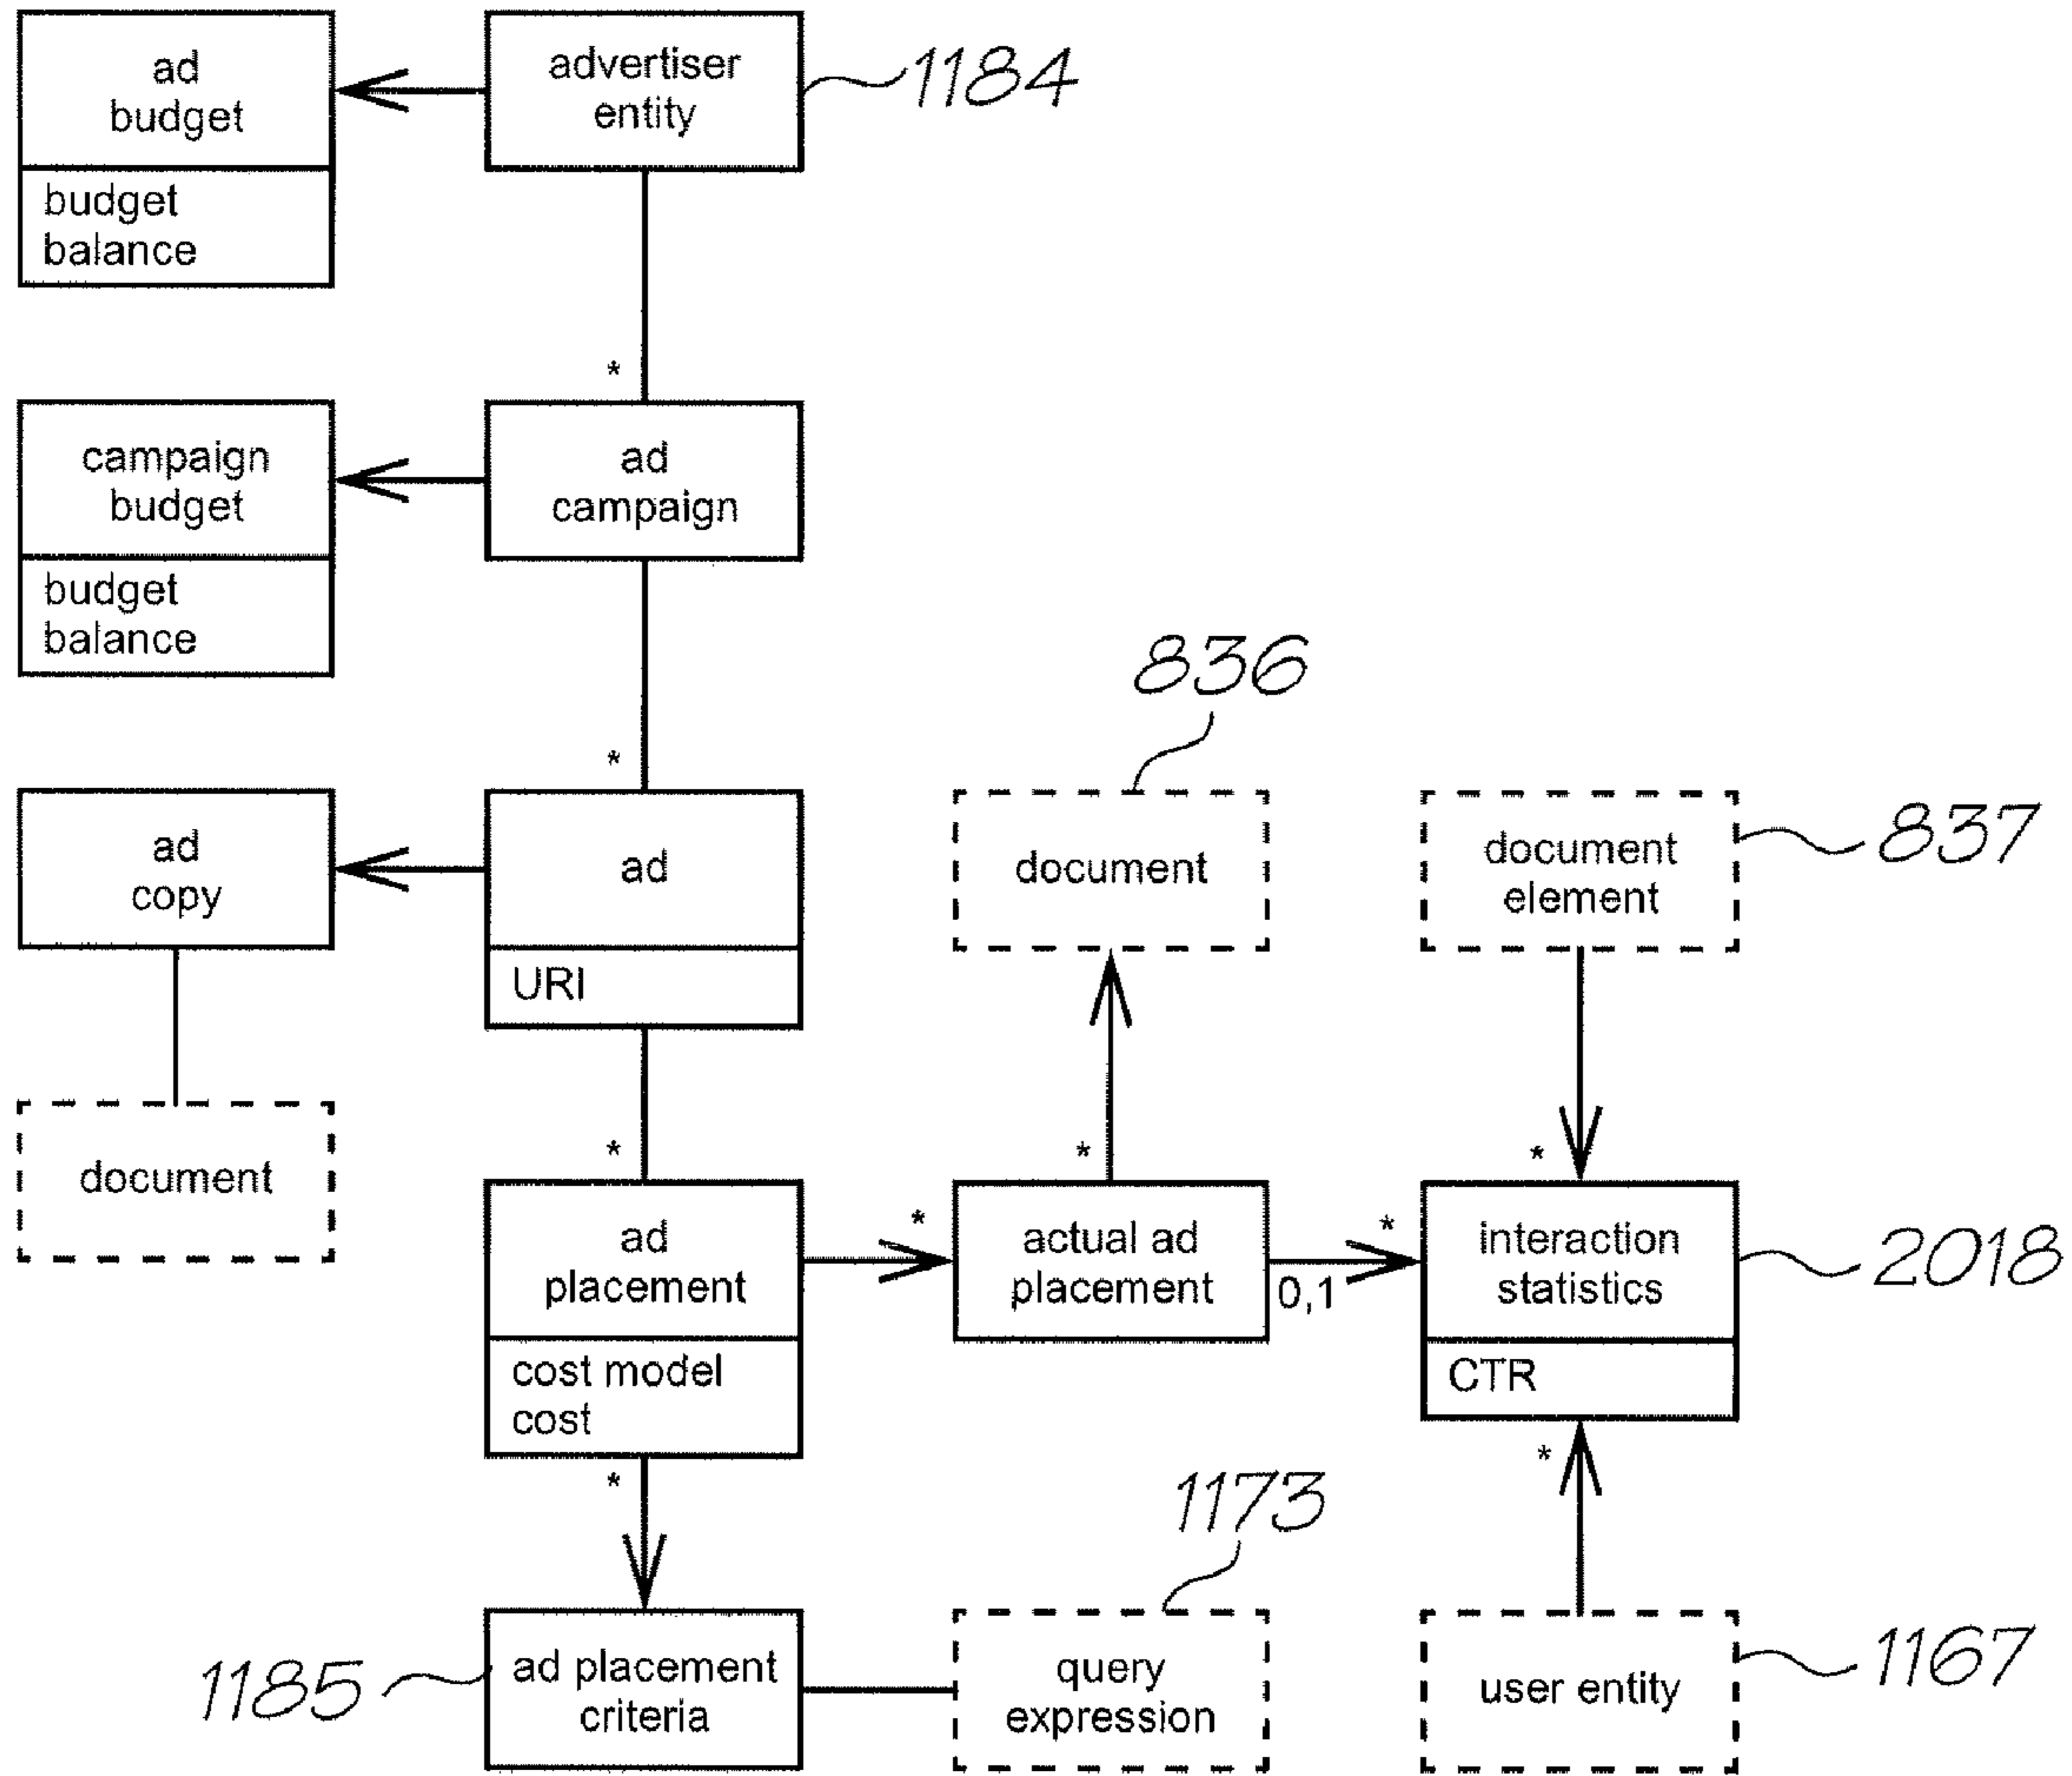 ad
budget
budget
balance
advertiser
entity
1184
*
campaign
budget
budget
balance
ad
campaign
*
836
ad
copy
ad
URI
document
document
element
837
document
*
*
*
ad
placement
cost model
cost
*
actual ad
placement
0,1
*
interaction
statistics
CTR
2018
*
*
1173
1185
ad placement
criteria
query
expression
user entity
1167